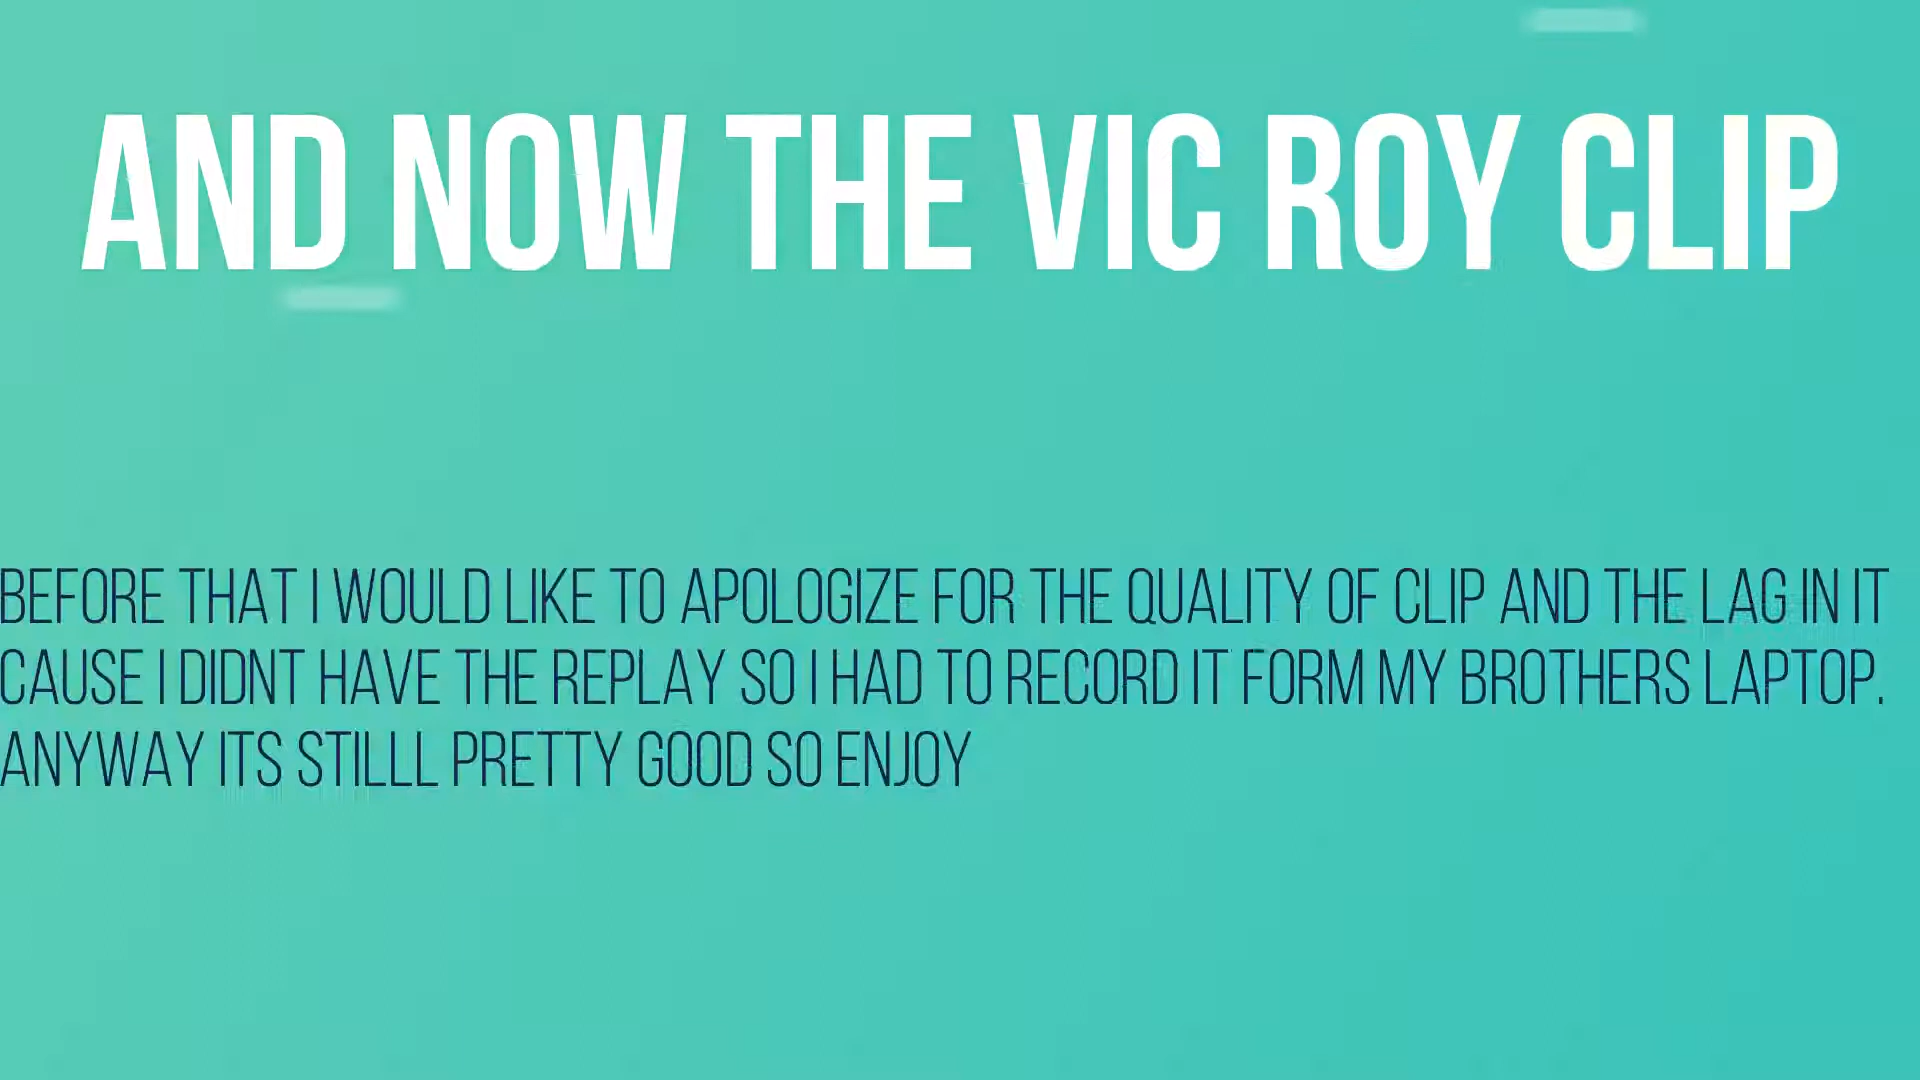 AND NOW THE VIC ROY CLIP
BEFORE THAT I WOULD LIKE TO APOLOGIZE FOR THE QUALITY OF CLIP AND THE LAG IN IT
CAUSE I DIDNT HAVE THE REPLAY SO I HAD TO RECORD IT FORM MY BROTHERS LAPTOP.
ANYWAY ITS STILLL PRETTY GOOD SO ENJOY